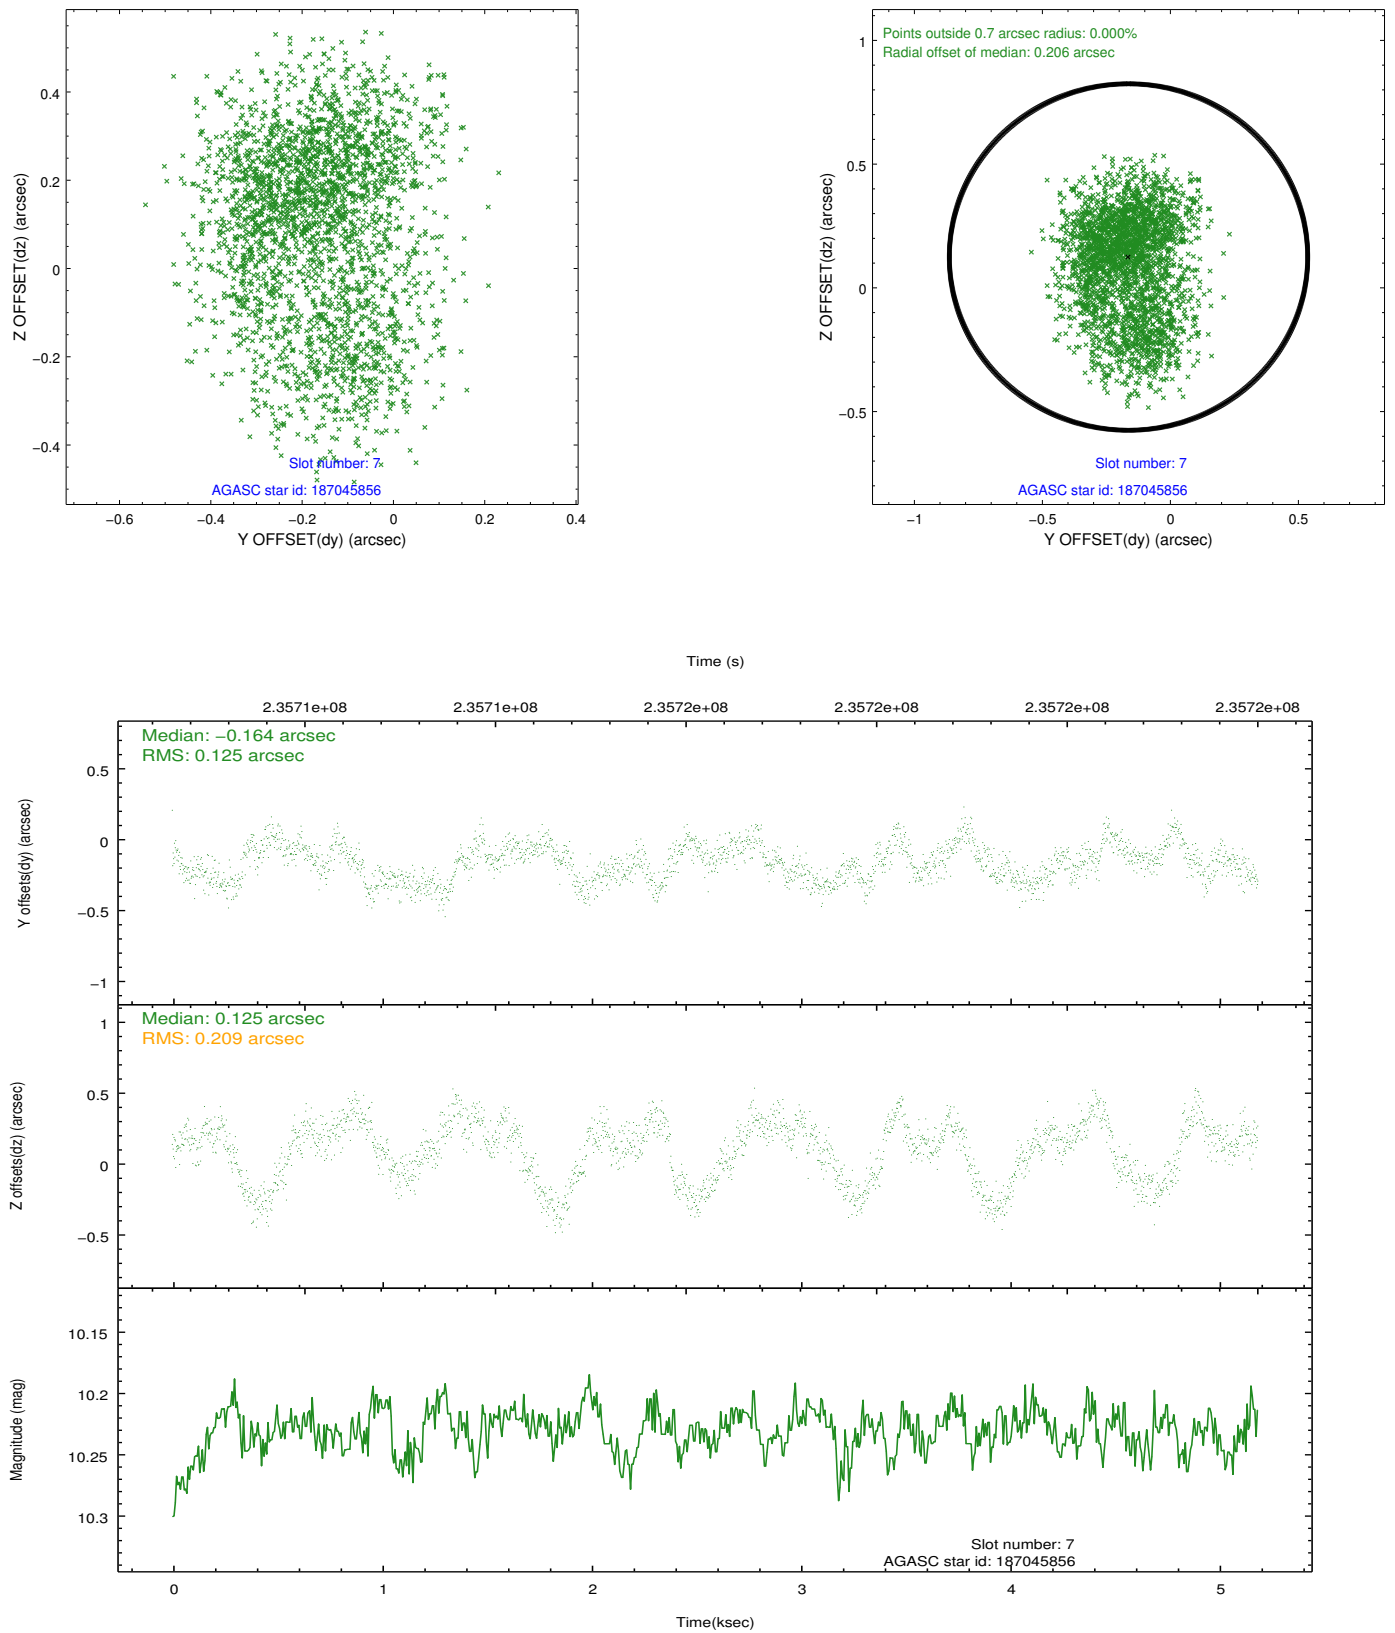 0.4
0.2
0
−0.2
−0.4
Z OFFSET(dz) (arcsec)
Slot number: 7
AGASC star id: 187045856
−0.6
−0.4
−0.2
0
0.2
0.4
Y OFFSET(dy) (arcsec)
Points outside 0.7 arcsec radius: 0.000%
Radial offset of median: 0.206 arcsec
1
0.5
0
−0.5
Z OFFSET(dz) (arcsec)
Slot number: 7
AGASC star id: 187045856
−1
−0.5
0
0.5
Y OFFSET(dy) (arcsec)
Time (s)
2.3571e+08
2.3571e+08
2.3572e+08
2.3572e+08
2.3572e+08
2.3572e+08
Median: −0.164 arcsec
RMS: 0.125 arcsec
0.5
0
−0.5
−1
Y offsets(dy) (arcsec)
Median: 0.125 arcsec
RMS: 0.209 arcsec
1
0.5
0
−0.5
Z offsets(dz) (arcsec)
10.15
10.2
10.25
10.3
Magnitude (mag)
Slot number: 7
AGASC star id: 187045856
0
1
2
3
4
5
Time(ksec)